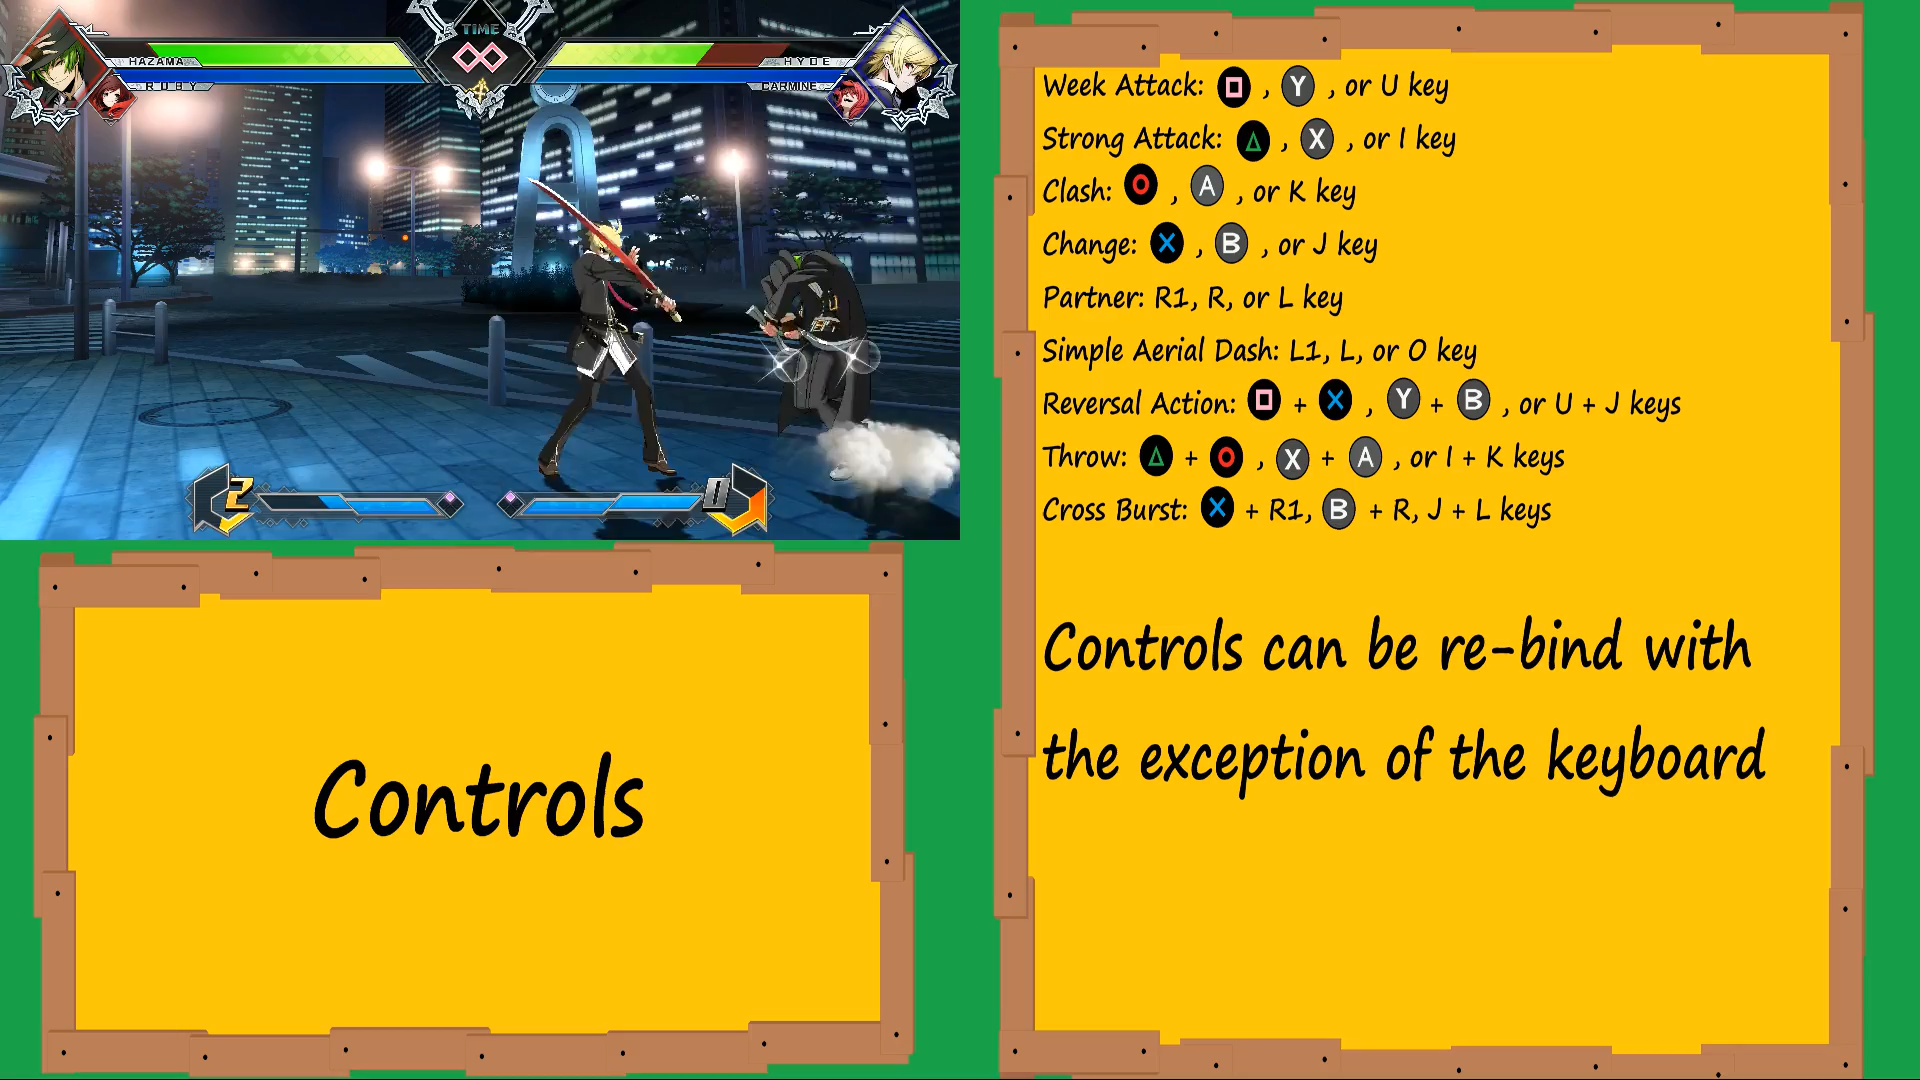 TIME
HAZAMA
RUBY
HYDE
CARMINE
2
0
Controls
Week Attack: □ , Y , or U key
Strong Attack: △ , X , or I key
Clash: O , A , or K key
Change: X , B , or J key
Partner: R1, R, or L key
Simple Aerial Dash: L1, L, or O key
Reversal Action: □ + X , Y + B , or U + J keys
Throw: △ + O , X + A , or I + K keys
Cross Burst: X + R1, B + R, J + L keys
Controls can be re-bind with
the exception of the keyboard